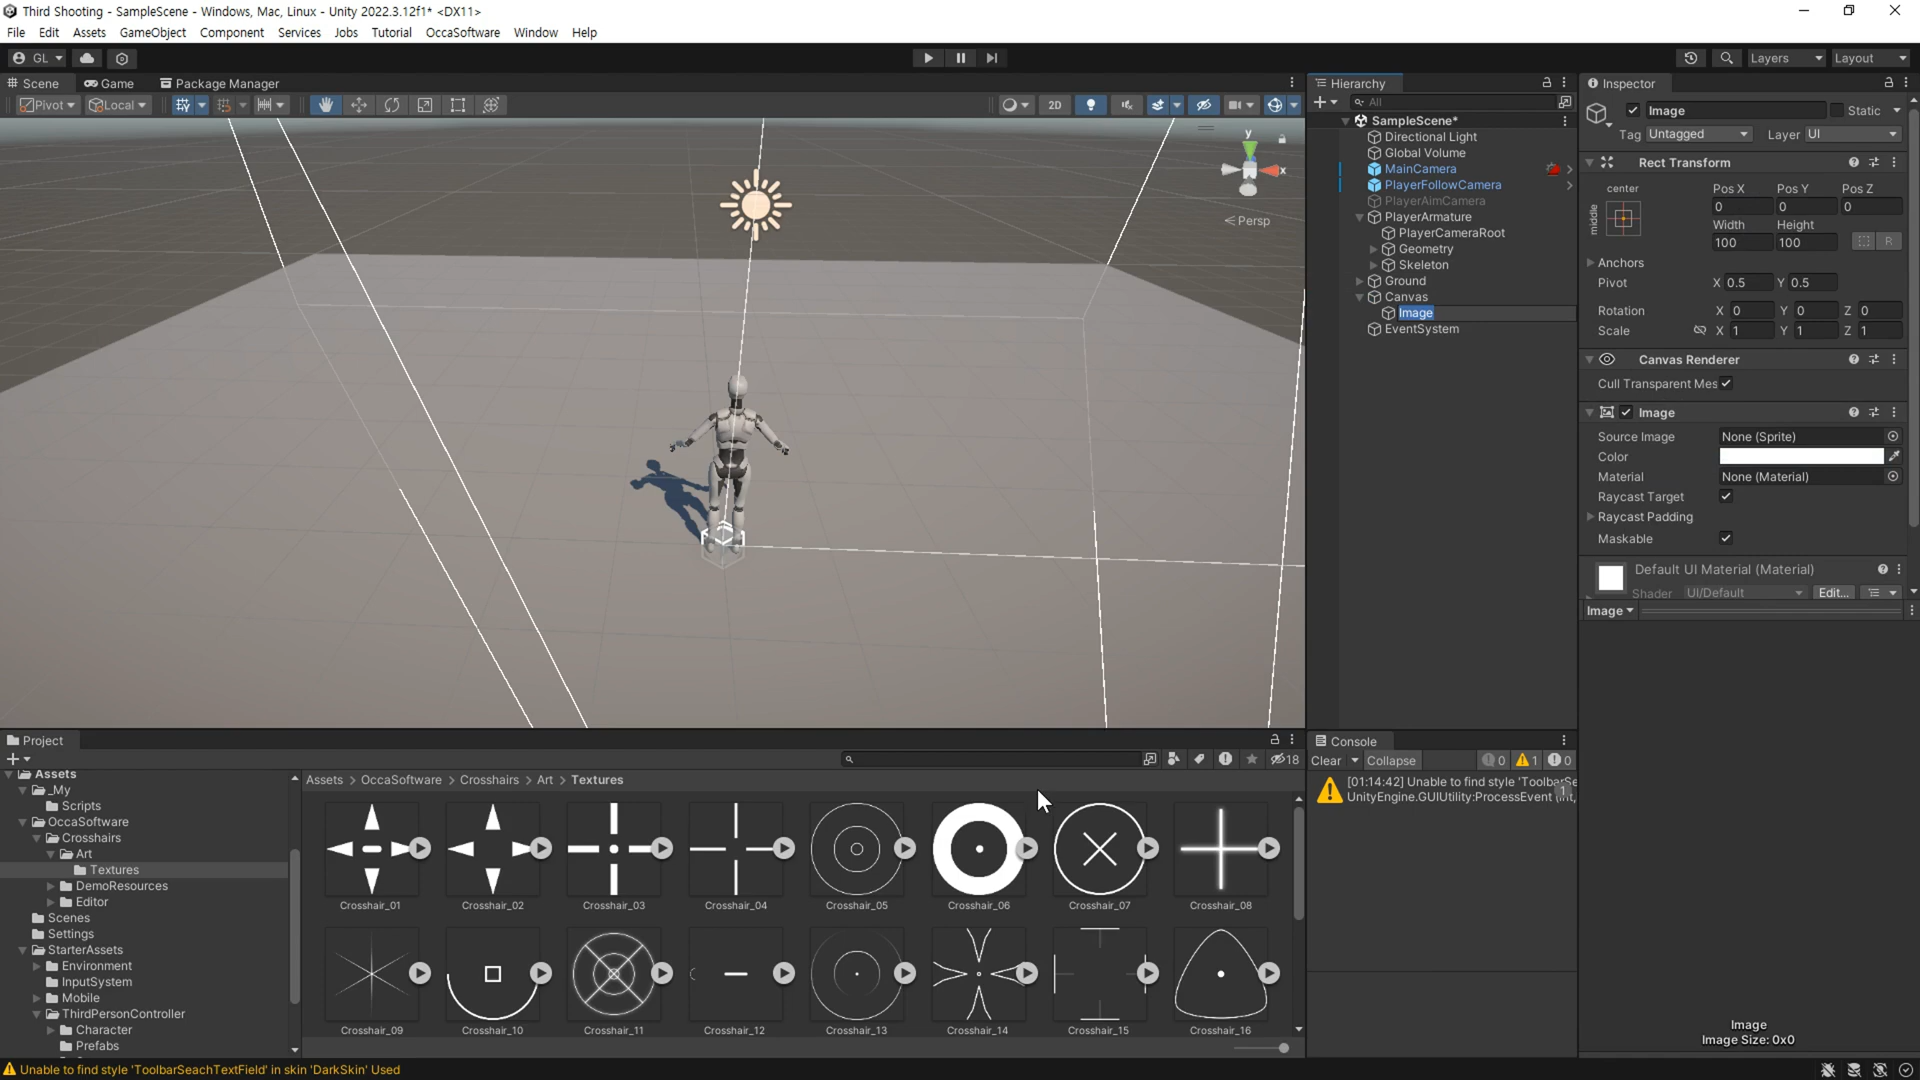 Third Shooting - SampleScene - Windows, Mac, Linux - Unity 2022.3.12f1* <DX11>
File Edit Assets GameObject Component Services Jobs Tutorial OccaSoftware Window Help
GL Layers Layout
Scene Game Package Manager
Pivot Local 2D
y
x
Persp
Hierarchy
All
SampleScene*
Directional Light
Global Volume
MainCamera
PlayerFollowCamera
PlayerAimCamera
PlayerArmature
PlayerCameraRoot
Geometry
Skeleton
Ground
Canvas
Image
EventSystem
Inspector
Image Static
Tag Untagged Layer UI
Rect Transform
center Pos X Pos Y Pos Z
middle 0 0 0
Width Height
100 100 R
Anchors
Pivot X 0.5 Y 0.5
Rotation X 0 Y 0 Z 0
Scale X 1 Y 1 Z 1
Canvas Renderer
Cull Transparent Mes
Image
Source Image None (Sprite)
Color
Material None (Material)
Raycast Target
Raycast Padding
Maskable
Default UI Material (Material)
Shader UI/Default Edit...
Image
Image
Image Size: 0x0
Project
18
Assets
_My
Scripts
OccaSoftware
Crosshairs
Art
Textures
DemoResources
Editor
Scenes
Settings
StarterAssets
Environment
InputSystem
Mobile
ThirdPersonController
Character
Prefabs
Assets > OccaSoftware > Crosshairs > Art > Textures
Crosshair_01 Crosshair_02 Crosshair_03 Crosshair_04 Crosshair_05 Crosshair_06 Crosshair_07 Crosshair_08
Crosshair_09 Crosshair_10 Crosshair_11 Crosshair_12 Crosshair_13 Crosshair_14 Crosshair_15 Crosshair_16
Console
Clear Collapse 0 1 0
[01:14:42] Unable to find style 'ToolbarSe
UnityEngine.GUIUtility:ProcessEvent (int,
1
Unable to find style 'ToolbarSeachTextField' in skin 'DarkSkin' Used